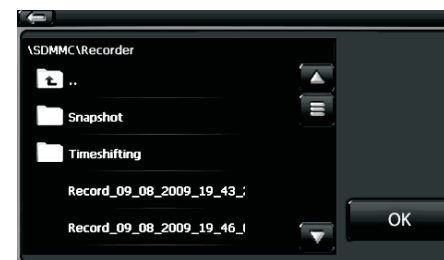 \SDMMC\Recorder
..
Snapshot
Timeshifting
Record_09_08_2009_19_43_
Record_09_08_2009_19_46_
OK